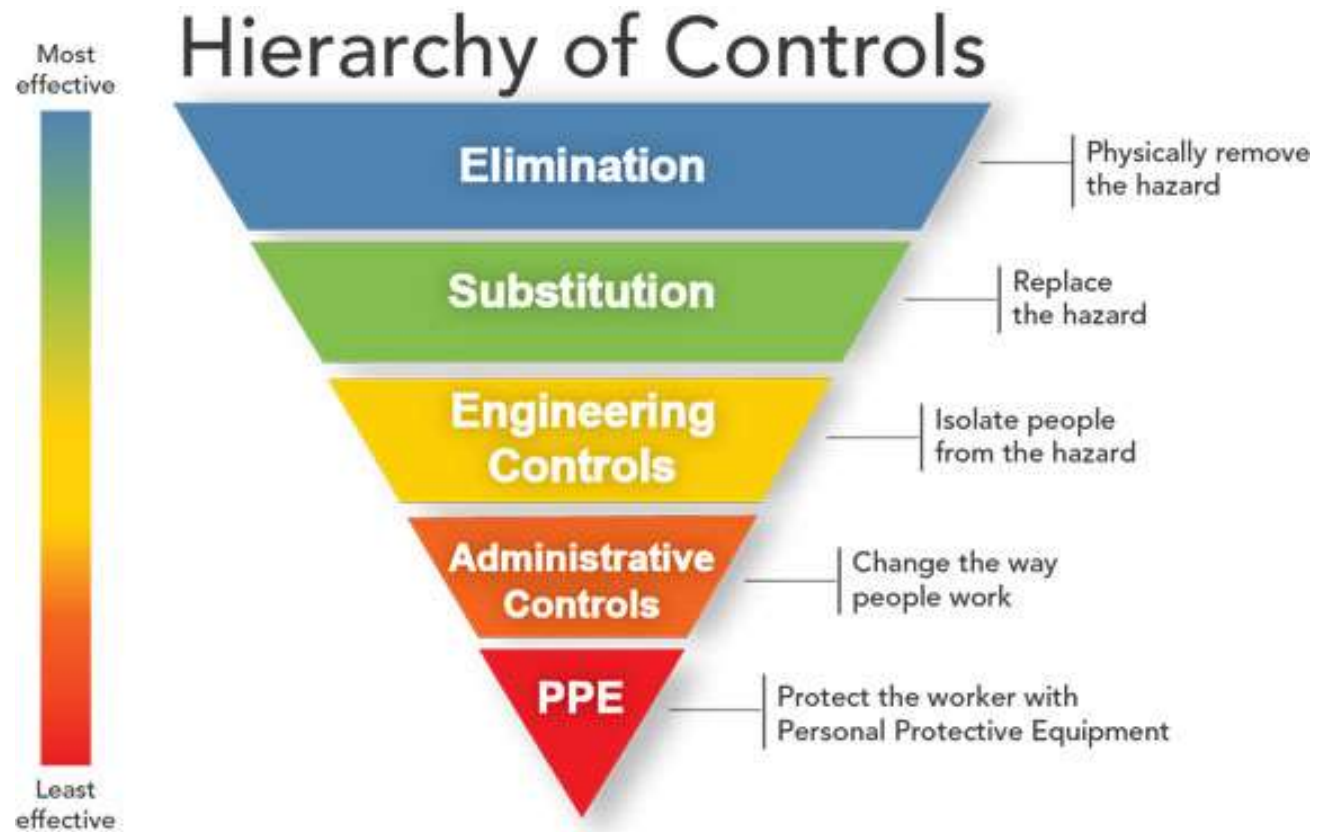 Hierarchy of Controls
Most
effective
Elimination
Physically remove
the hazard
Substitution
Replace
the hazard
Engineering
Controls
Isolate people
from the hazard
Administrative
Controls
Change the way
people work
PPE
Protect the worker with
Personal Protective Equipment
Least
effective